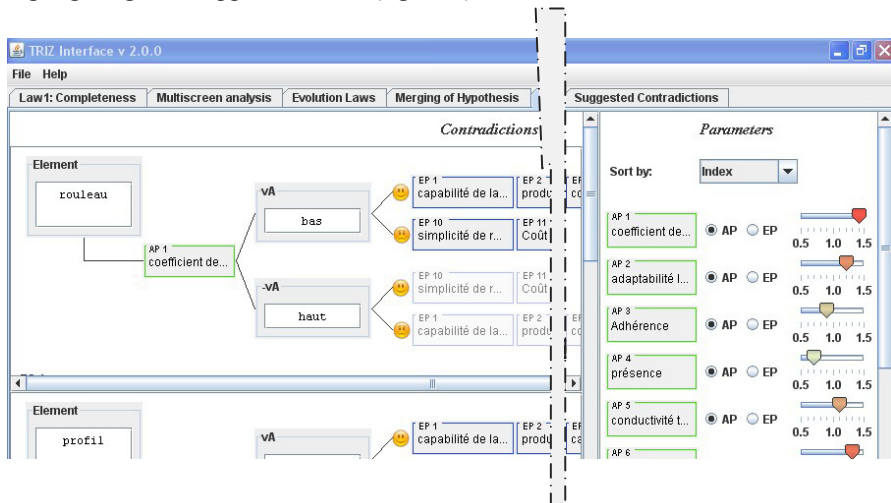 TRIZ Interface v 2.0.0
File Help
Law1: Completeness Multiscreen analysis Evolution Laws Merging of Hypothesis Suggested Contradictions
Contradictions
Element
rouleau
AP 1
coefficient de...
vA
bas
EP 1
capabilité de la...
EP 2
produ
EP
co
EP 10
simplicité de r...
EP 11
Coût
-vA
haut
EP 10
simplicité de r...
EP 11
Coût
EP 1
capabilité de la...
EP 2
produ
EP
co
Element
profil
vA
EP 1
capabilité de la...
EP 2
produ
EP
ca
Parameters
Sort by: Index
AP 1
coefficient de... AP EP 0.5 1.0 1.5
AP 2
adaptabilité l... AP EP 0.5 1.0 1.5
AP 3
Adhérence AP EP 0.5 1.0 1.5
AP 4
présence AP EP 0.5 1.0 1.5
AP 5
conductivité t... AP EP 0.5 1.0 1.5
AP 6